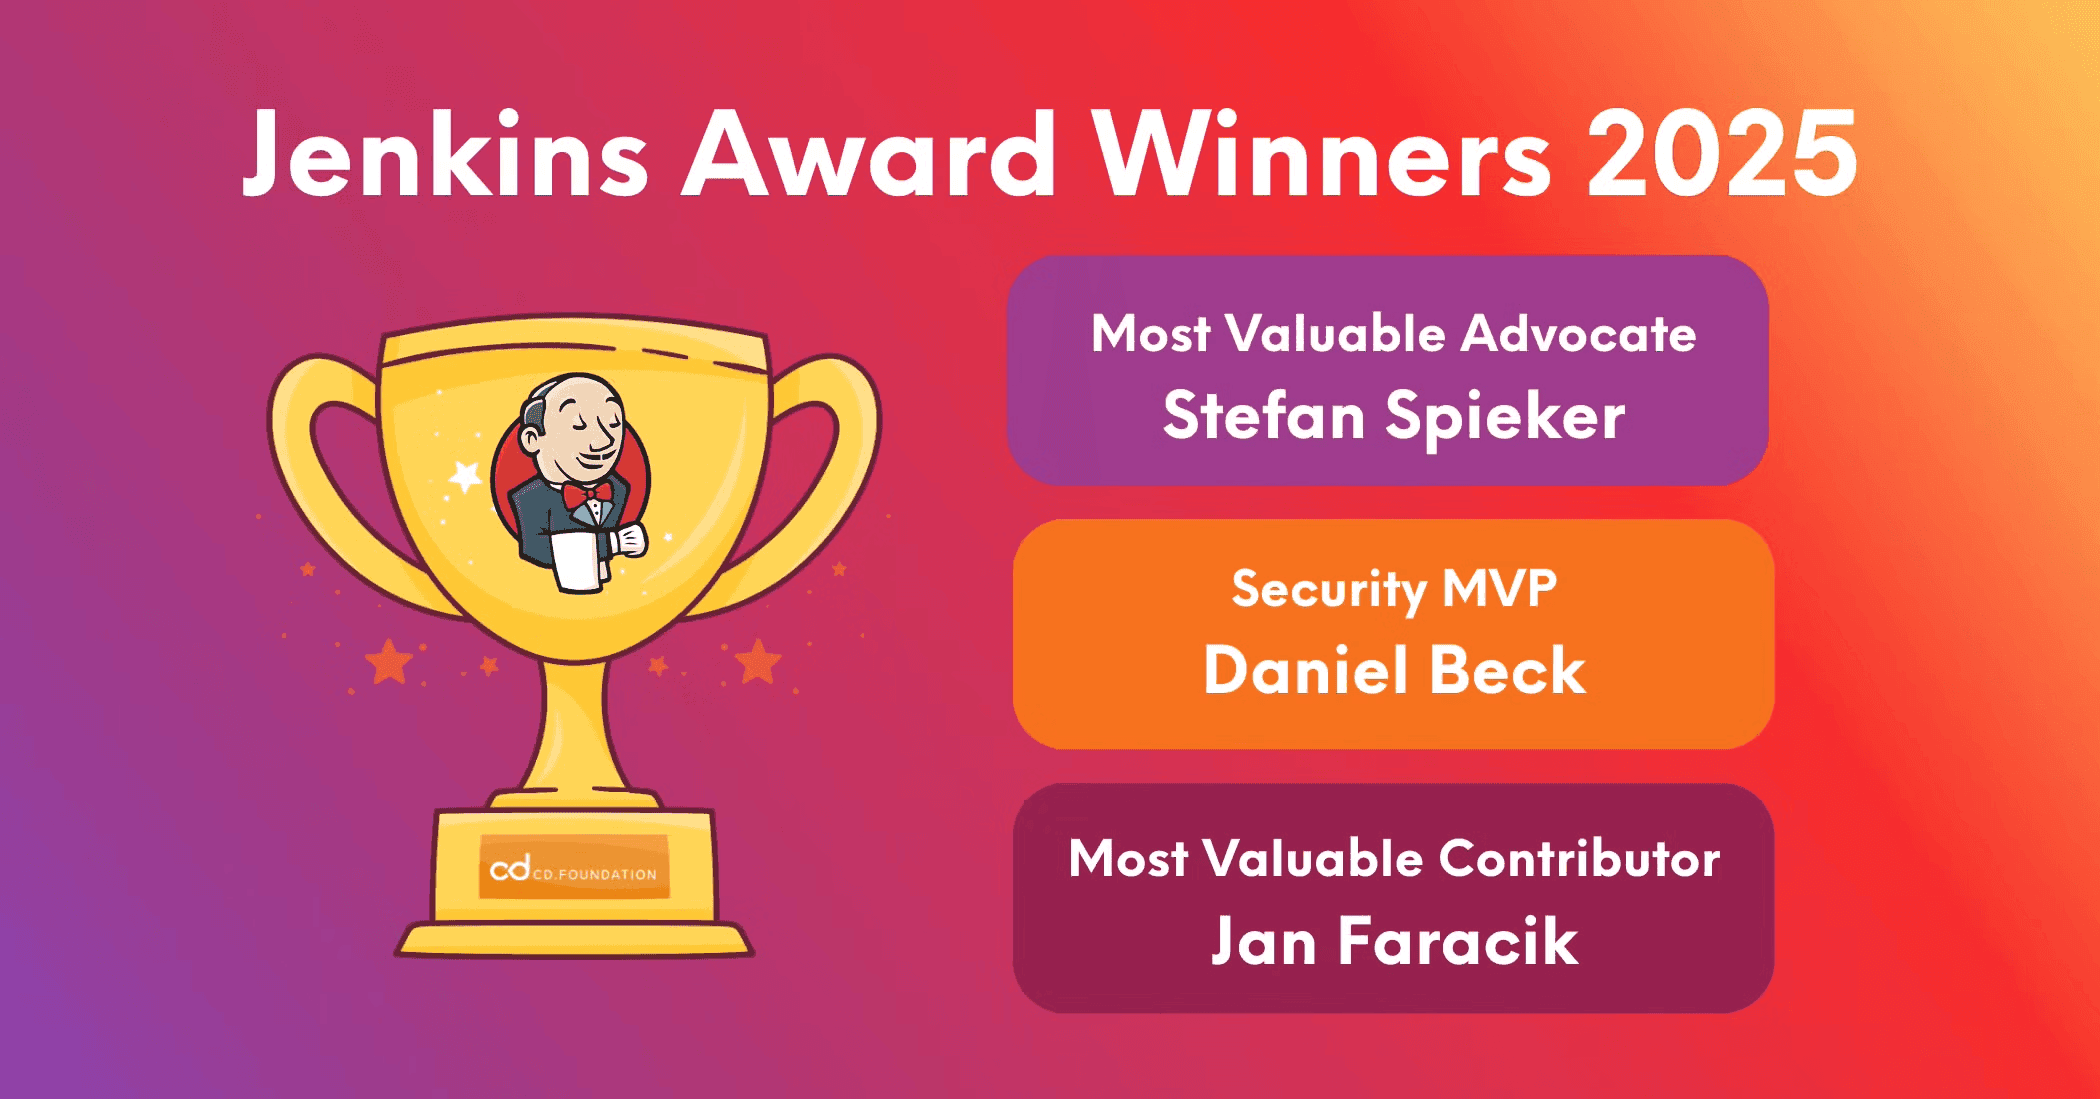 Jenkins Award Winners 2025
Most Valuable Advocate
Stefan Spieker
Security MVP
Daniel Beck
Most Valuable Contributor
Jan Faracik
cd CD.FOUNDATION